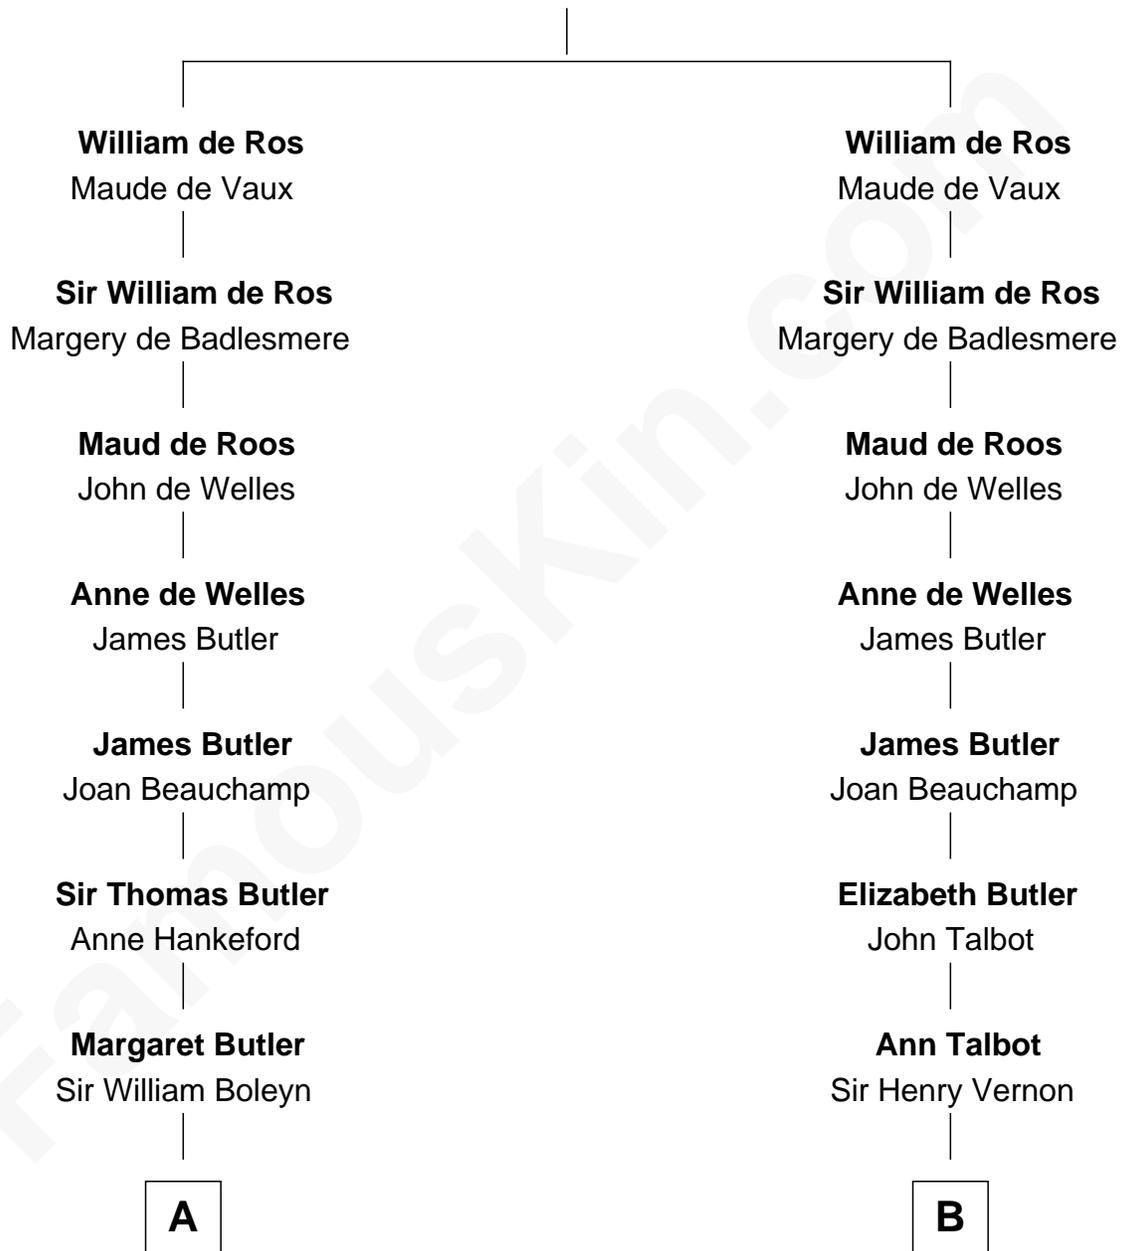 William de Ros
Maude de Vaux
Sir William de Ros
Margery de Badlesmere
Maud de Roos
John de Welles
Anne de Welles
James Butler
James Butler
Joan Beauchamp
Sir Thomas Butler
Anne Hankeford
Margaret Butler
Sir William Boleyn
A
William de Ros
Maude de Vaux
Sir William de Ros
Margery de Badlesmere
Maud de Roos
John de Welles
Anne de Welles
James Butler
James Butler
Joan Beauchamp
Elizabeth Butler
John Talbot
Ann Talbot
Sir Henry Vernon
B
FamousKin.com